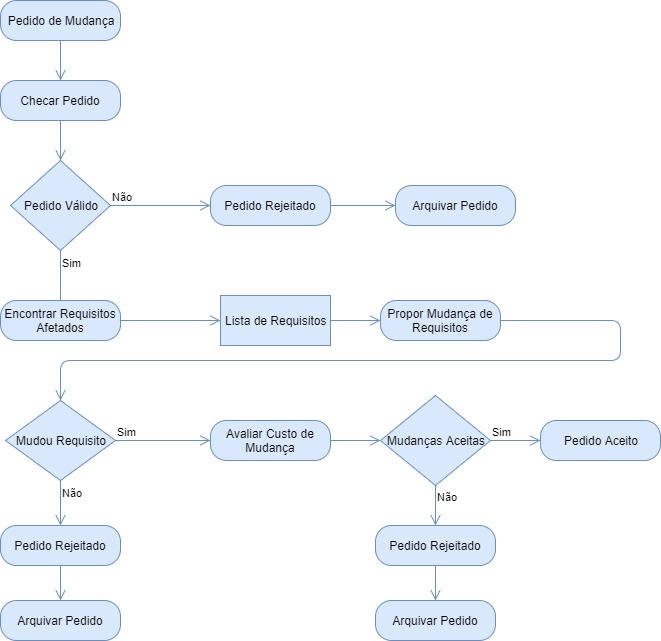 Pedido de Mudança
Checar Pedido
Pedido Válido
Não
Pedido Rejeitado
Arquivar Pedido
Sim
Encontrar Requisitos
Afetados
Lista de Requisitos
Propor Mudança de
Requisitos
Mudou Requisito
Sim
Avaliar Custo de
Mudança
Mudanças Aceitas
Sim
Pedido Aceito
Não
Não
Pedido Rejeitado
Pedido Rejeitado
Arquivar Pedido
Arquivar Pedido